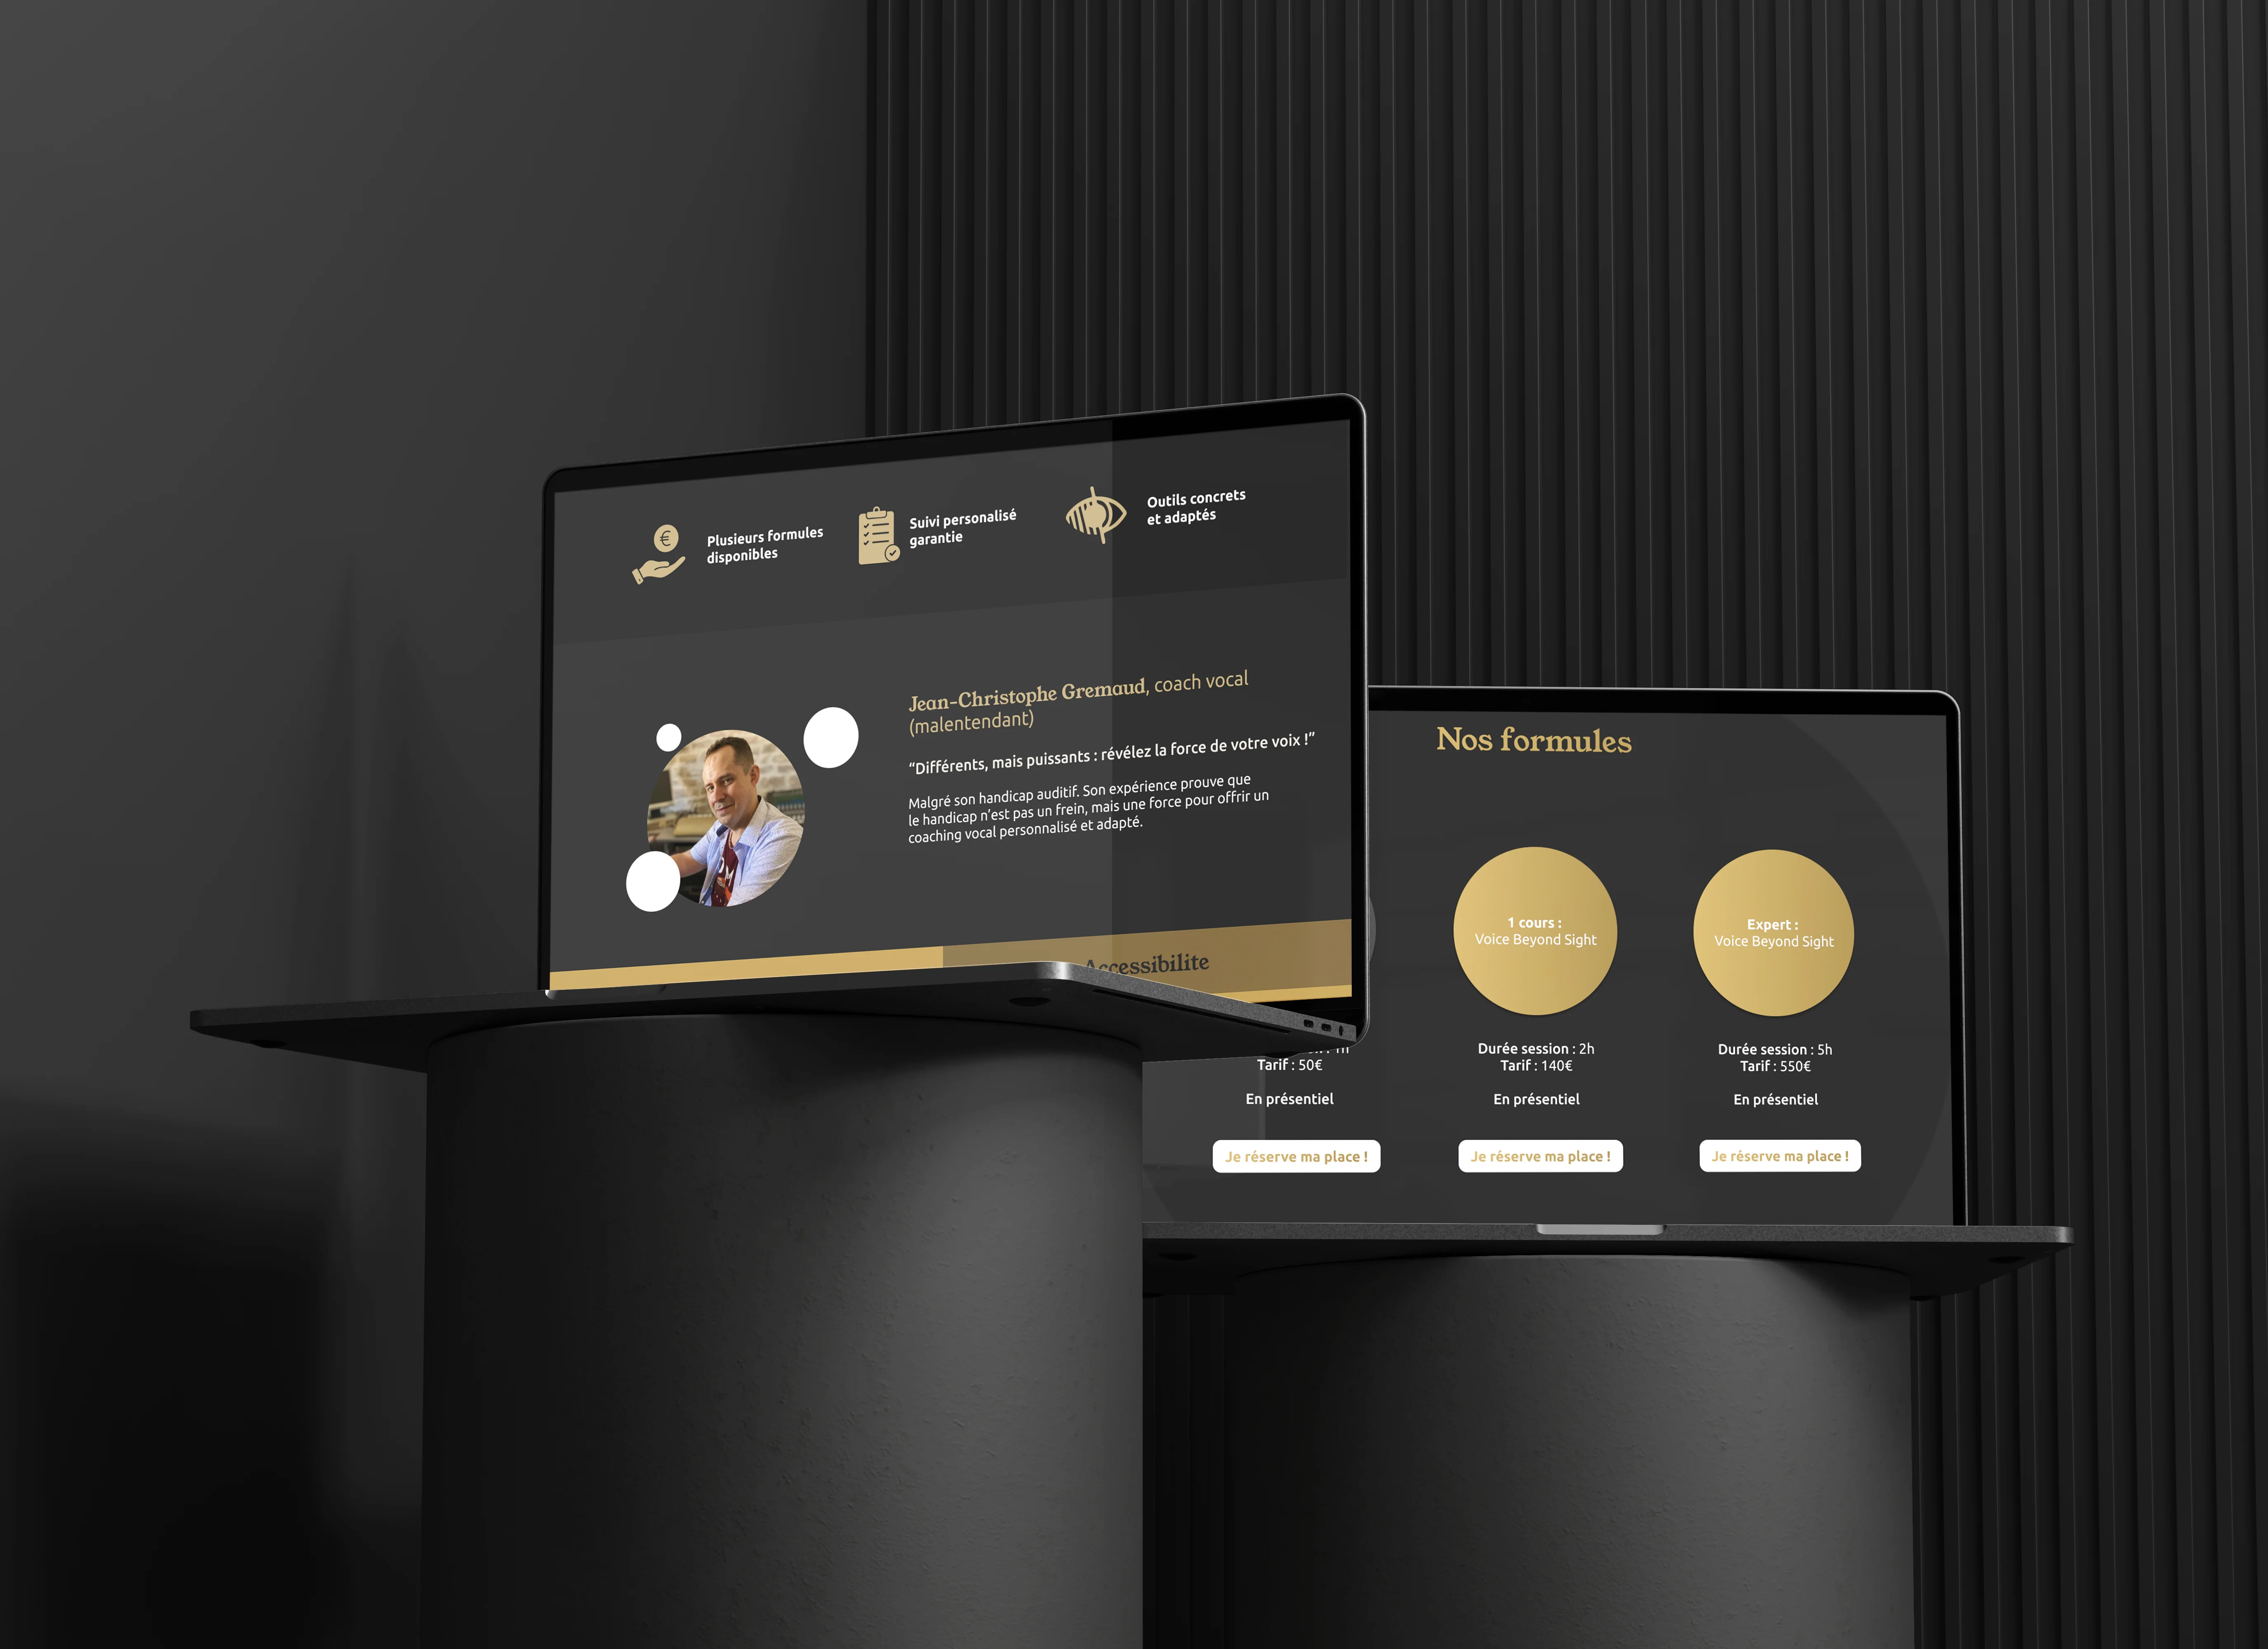 Plusieurs formules
disponibles
Suivi personalisé
garantie
Outils concrets
et adaptés
Jean-Christophe Gremaud, coach vocal
(malentendant)
“Différents, mais puissants : révélez la force de votre voix !”
Malgré son handicap auditif. Son expérience prouve que
le handicap n’est pas un frein, mais une force pour offrir un
coaching vocal personnalisé et adapté.
Accessibilite
Nos formules
Tarif : 50€
En présentiel
Je réserve ma place !
1 cours :
Voice Beyond Sight
Durée session : 2h
Tarif : 140€
En présentiel
Je réserve ma place !
Expert :
Voice Beyond Sight
Durée session : 5h
Tarif : 550€
En présentiel
Je réserve ma place !